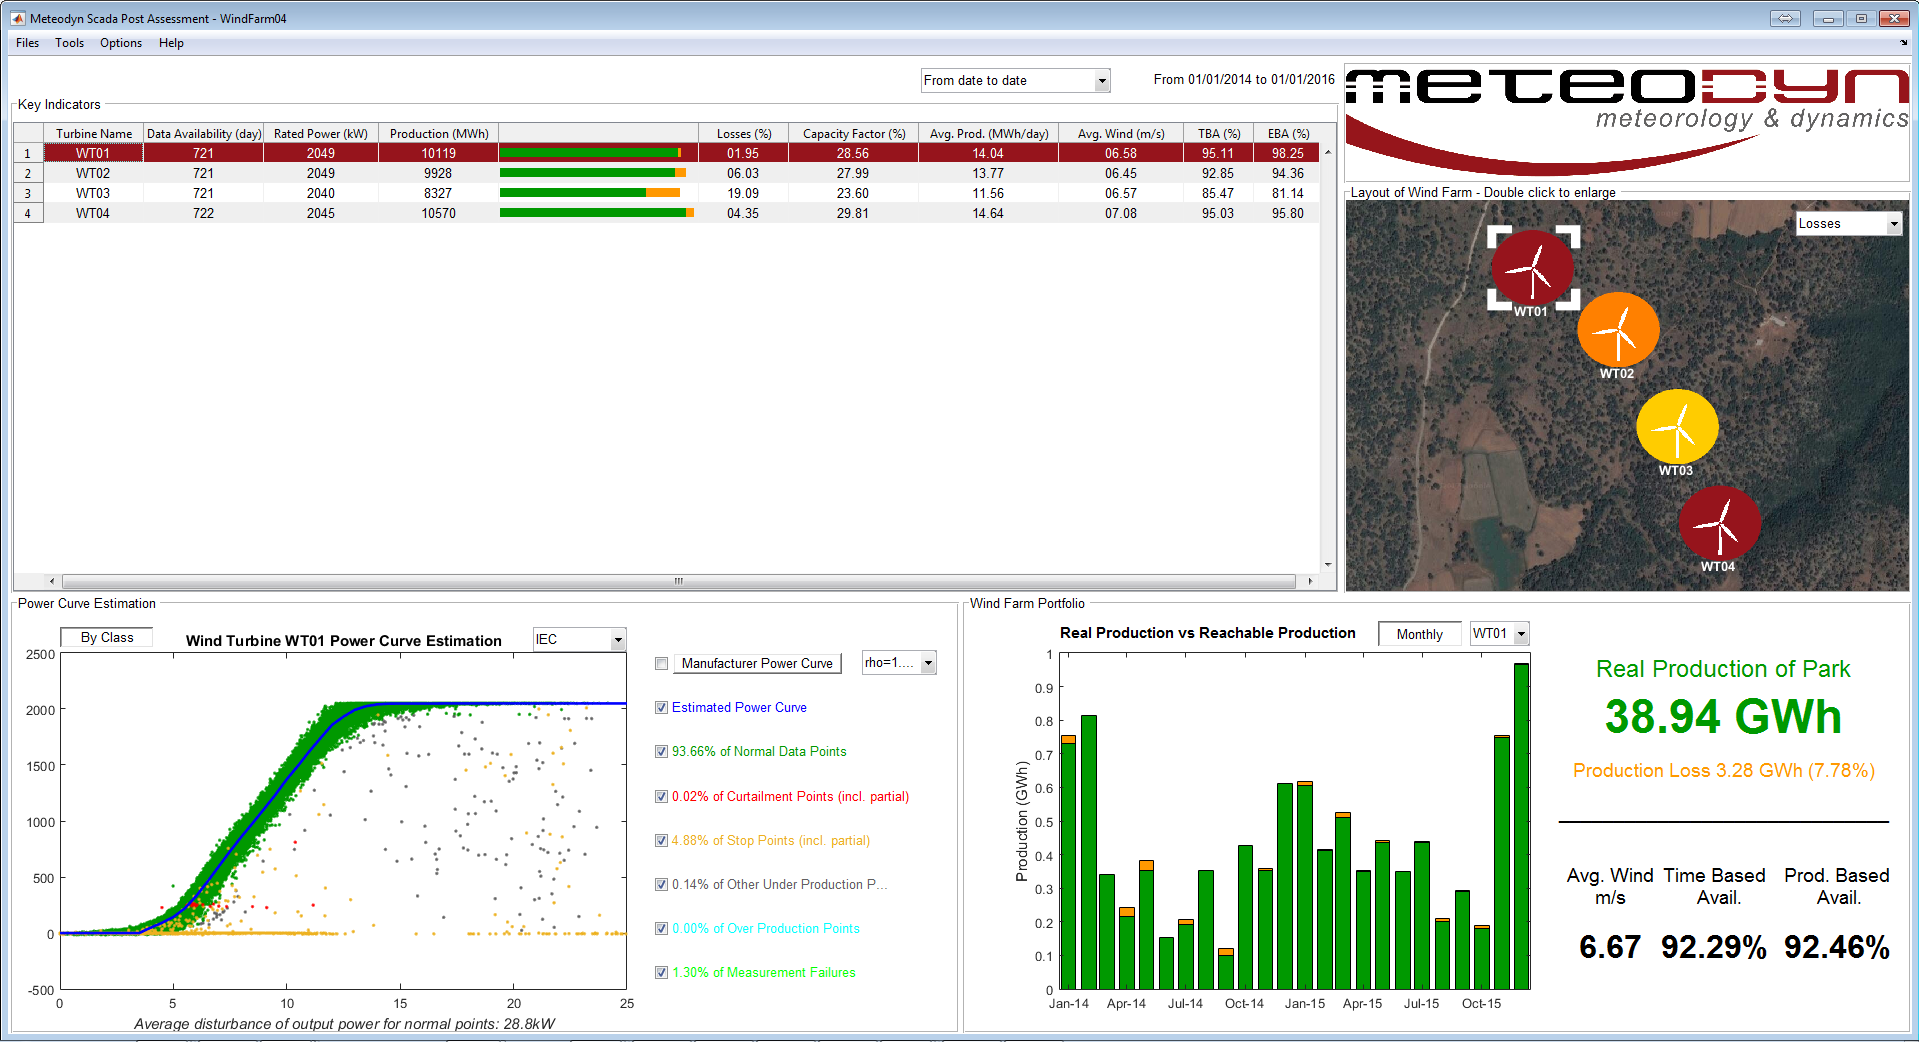 Meteodyn Scada Post Assessment - WindFarm04
Files Tools Options Help
From date to date
From 01/01/2014 to 01/01/2016
METEODYN
meteorology & dynamics
Key Indicators
Turbine Name Data Availability (day) Rated Power (kW) Production (MWh) Losses (%) Capacity Factor (%) Avg. Prod. (MWh/day) Avg. Wind (m/s) TBA (%) EBA (%)
1 WT01 721 2049 10119 01.95 28.56 14.04 06.58 95.11 98.25
2 WT02 721 2049 9928 06.03 27.99 13.77 06.45 92.85 94.36
3 WT03 721 2040 8327 19.09 23.60 11.56 06.57 85.47 81.14
4 WT04 722 2045 10570 04.35 29.81 14.64 07.08 95.03 95.80
Layout of Wind Farm - Double click to enlarge
Losses
WT01
WT02
WT03
WT04
Power Curve Estimation
By Class
Wind Turbine WT01 Power Curve Estimation
IEC
2500
2000
1500
1000
500
0
-500
0 5 10 15 20 25
Average disturbance of output power for normal points: 28.8kW
Manufacturer Power Curve
rho=1....
Estimated Power Curve
93.66% of Normal Data Points
0.02% of Curtailment Points (incl. partial)
4.88% of Stop Points (incl. partial)
0.14% of Other Under Production P...
0.00% of Over Production Points
1.30% of Measurement Failures
Wind Farm Portfolio
Real Production vs Reachable Production
Monthly
WT01
Production (GWh)
1
0.9
0.8
0.7
0.6
0.5
0.4
0.3
0.2
0.1
0
Jan-14 Apr-14 Jul-14 Oct-14 Jan-15 Apr-15 Jul-15 Oct-15
Real Production of Park
38.94 GWh
Production Loss 3.28 GWh (7.78%)
Avg. Wind Time Based Prod. Based
m/s Avail. Avail.
6.67 92.29% 92.46%